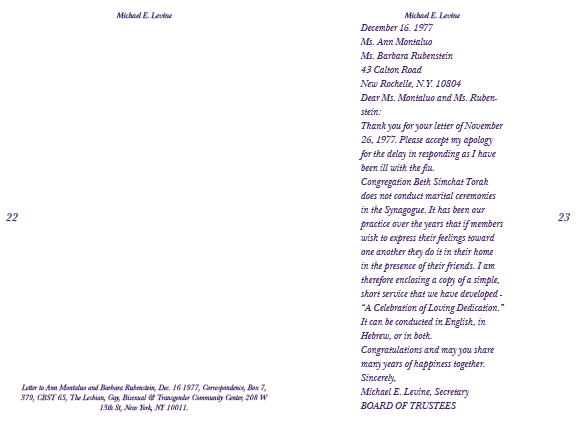 Michael E. Levine
22
Letter to Ann Montaluo and Barbara Rubenstein, Dec. 16 1977, Correspondence, Box 7,
379, CBST 65, The Lesbian, Gay, Bisexual & Transgender Community Center, 208 W
13th St, New York, NY 10011.
Michael E. Levine
December 16. 1977
Ms. Ann Montaluo
Ms. Barbara Rubenstein
43 Calton Road
New Rochelle, N.Y. 10804
Dear Ms. Montaluo and Ms. Ruben-
stein:
Thank you for your letter of November
26, 1977. Please accept my apology
for the delay in responding as I have
been ill with the flu.
Congregation Beth Simchat Torah
does not conduct marital ceremonies
in the Synagogue. It has been our
practice over the years that if members
wish to express their feelings toward
one another they do it in their home
in the presence of their friends. I am
therefore enclosing a copy of a simple,
short service that we have developed -
“A Celebration of Loving Dedication.”
It can be conducted in English, in
Hebrew, or in both.
Congratulations and may you share
many years of happiness together.
Sincerely,
Michael E. Levine, Secretary
BOARD OF TRUSTEES
23